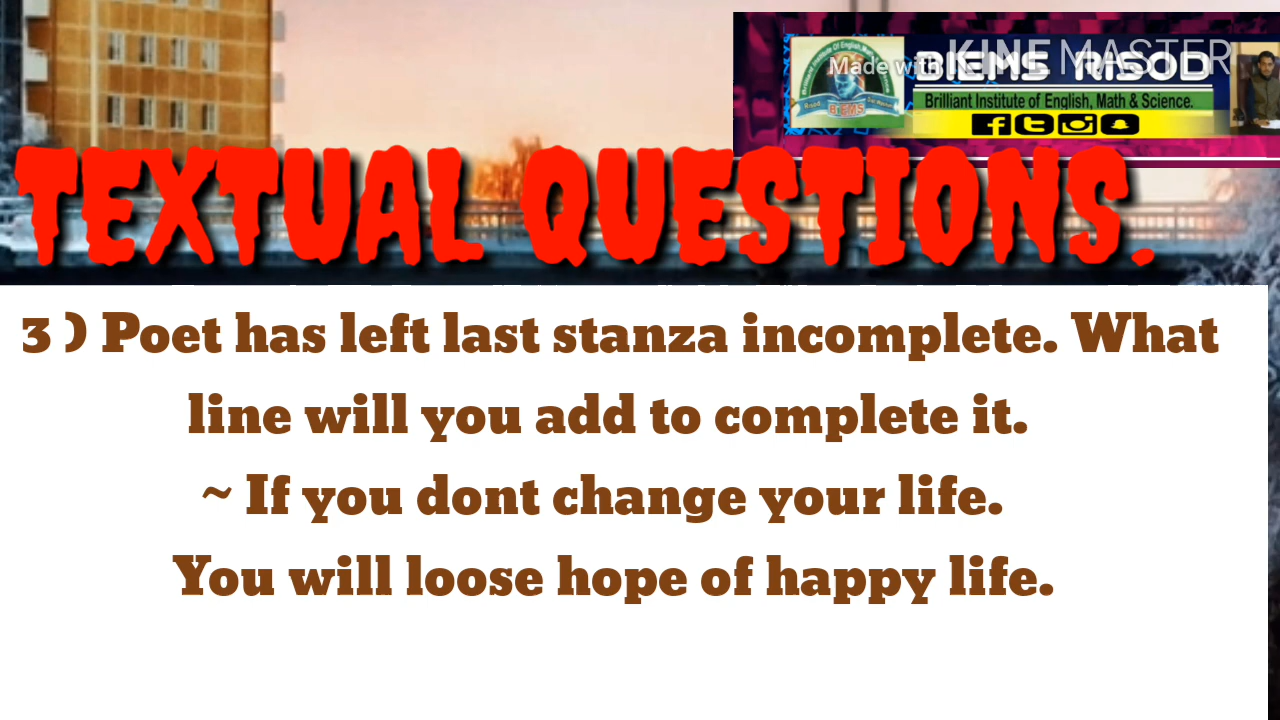 Made with KINEMASTER
BIEMS RISOD
Brilliant Institute of English, Math & Science.
BIEMS
TEXTUAL QUESTIONS.
3 ) Poet has left last stanza incomplete. What
line will you add to complete it.
~ If you dont change your life.
You will loose hope of happy life.